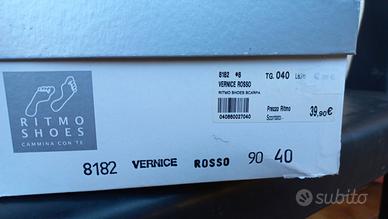 RITMO
SHOES
CAMMINA CON TE
8182 #8 TG. 040
VERNICE ROSSO
RITMO SHOES SCARPA
Prezzo Ritmo
Scontato
39,90€
040860027040
8182 VERNICE ROSSO 90 40
subito